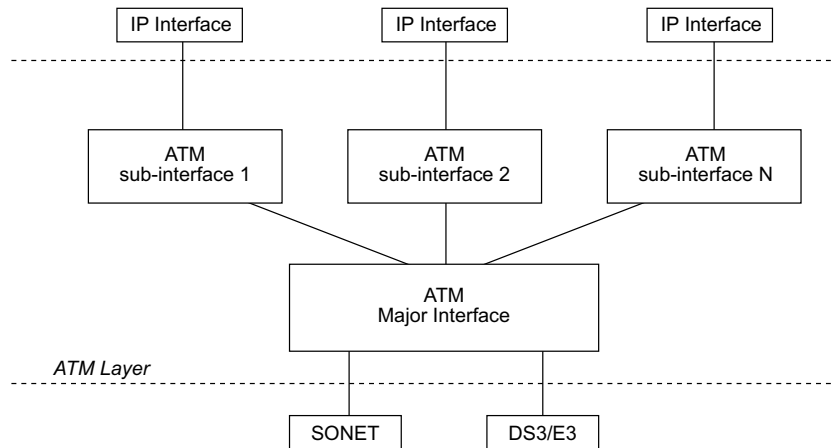 IP Interface
IP Interface
IP Interface
ATM
sub-interface 1
ATM
sub-interface 2
ATM
sub-interface N
ATM
Major Interface
ATM Layer
SONET
DS3/E3